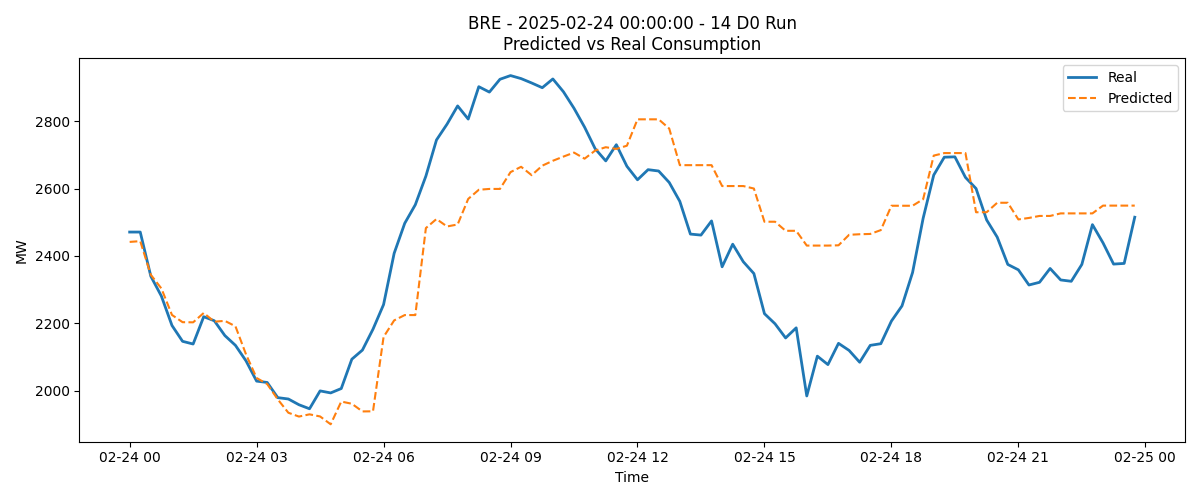 BRE - 2025-02-24 00:00:00 - 14 D0 Run
Predicted vs Real Consumption
Real
Predicted
MW
2800
2600
2400
2200
2000
02-24 00
02-24 03
02-24 06
02-24 09
02-24 12
02-24 15
02-24 18
02-24 21
02-25 00
Time